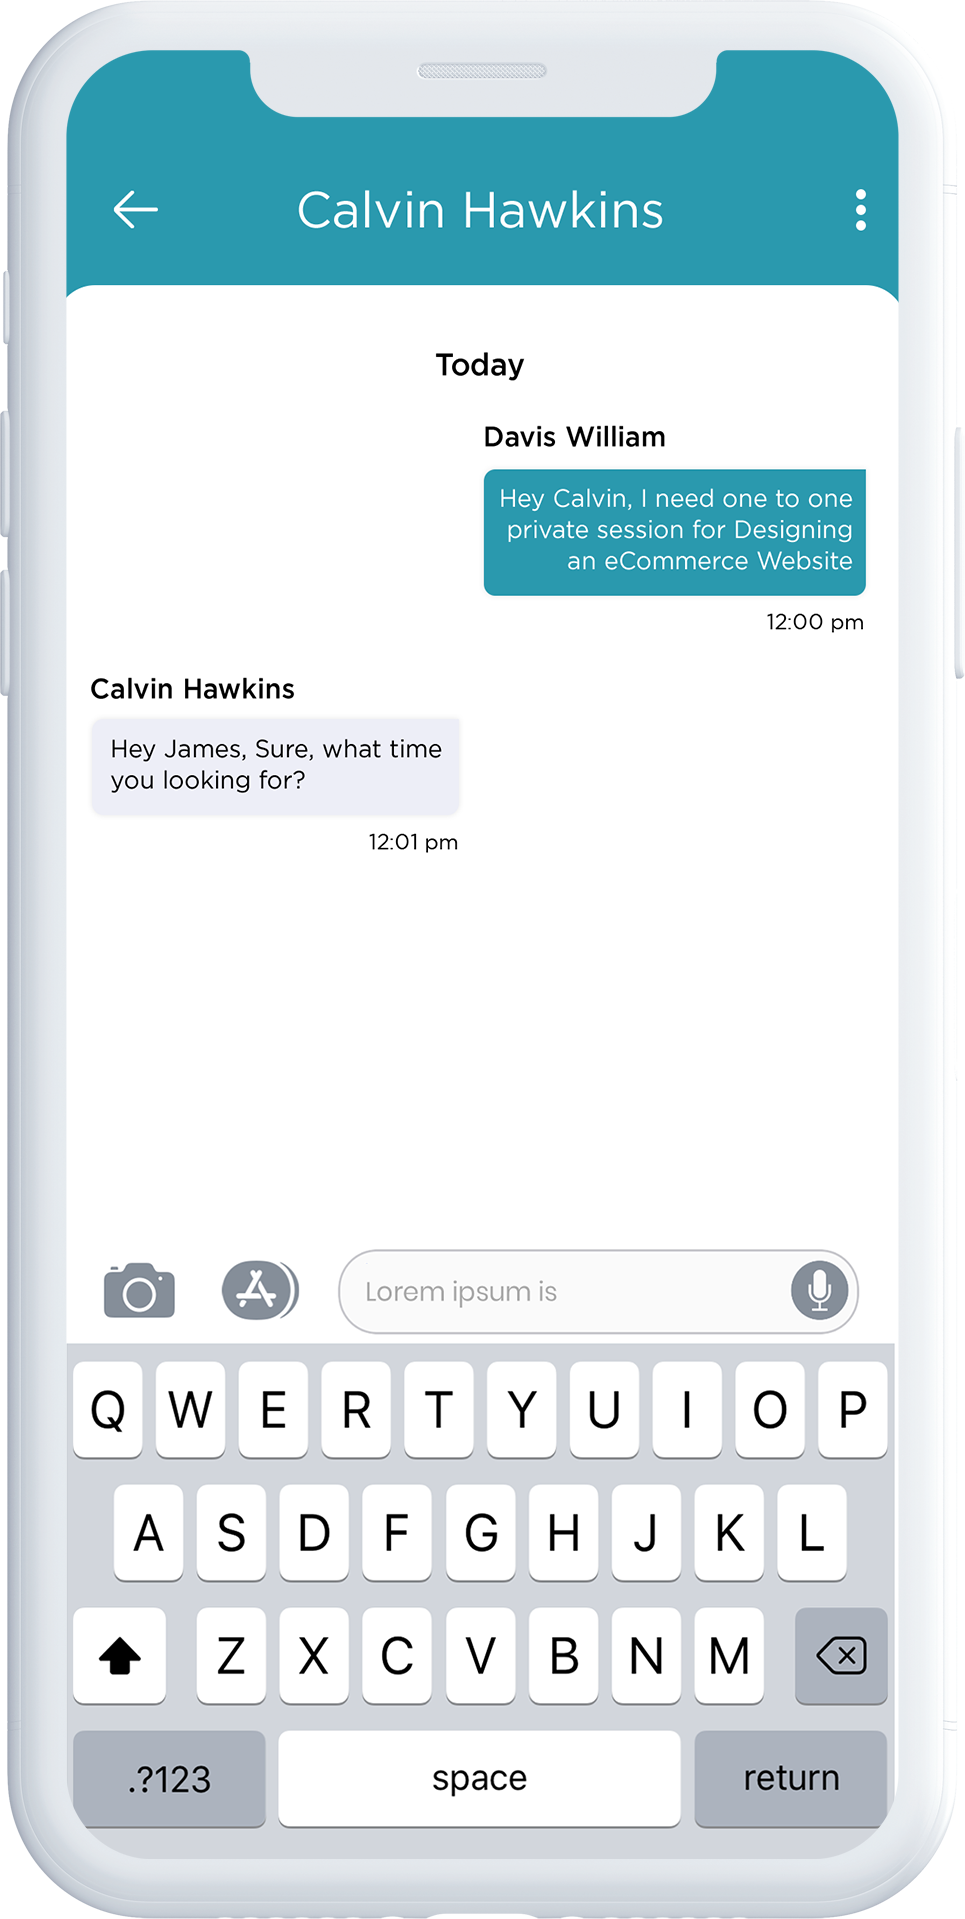 Calvin Hawkins
Today
Davis William
Hey Calvin, I need one to one
private session for Designing
an eCommerce Website
12:00 pm
Calvin Hawkins
Hey James, Sure, what time
you looking for?
12:01 pm
Lorem ipsum is
Q W E R T Y U I O P
A S D F G H J K L
Z X C V B N M
.?123 space return